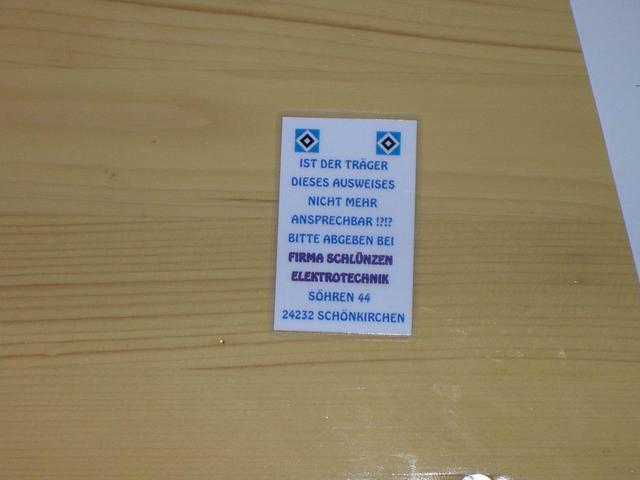 IST DER TRÄGER
DIESES AUSWEISES
NICHT MEHR
ANSPRECHBAR !?!?
BITTE ABGEBEN BEI
FIRMA SCHLÜNZEN
ELEKTROTECHNIK
SÖHREN 44
24232 SCHÖNKIRCHEN